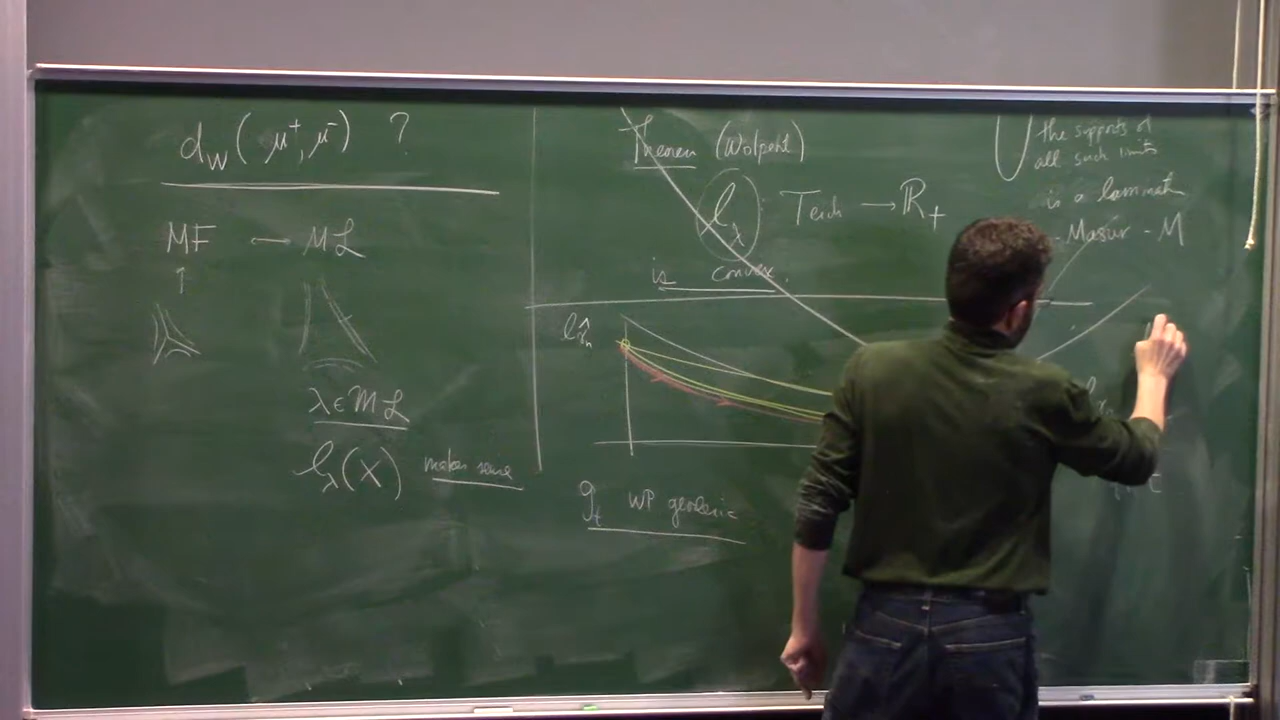 d_W(μ⁺, μ⁻) ?
MF → ML
↑
λ ∈ ML
ℓ_λ(X) makes sense
Theorem (Wolpert)
ℓ_λ Teich → ℝ₊
is convex.
ℓ_γ̂ₙ
g_t WP geodesic
∪ the supports of
all such limits
is a laminat
- Masur - M